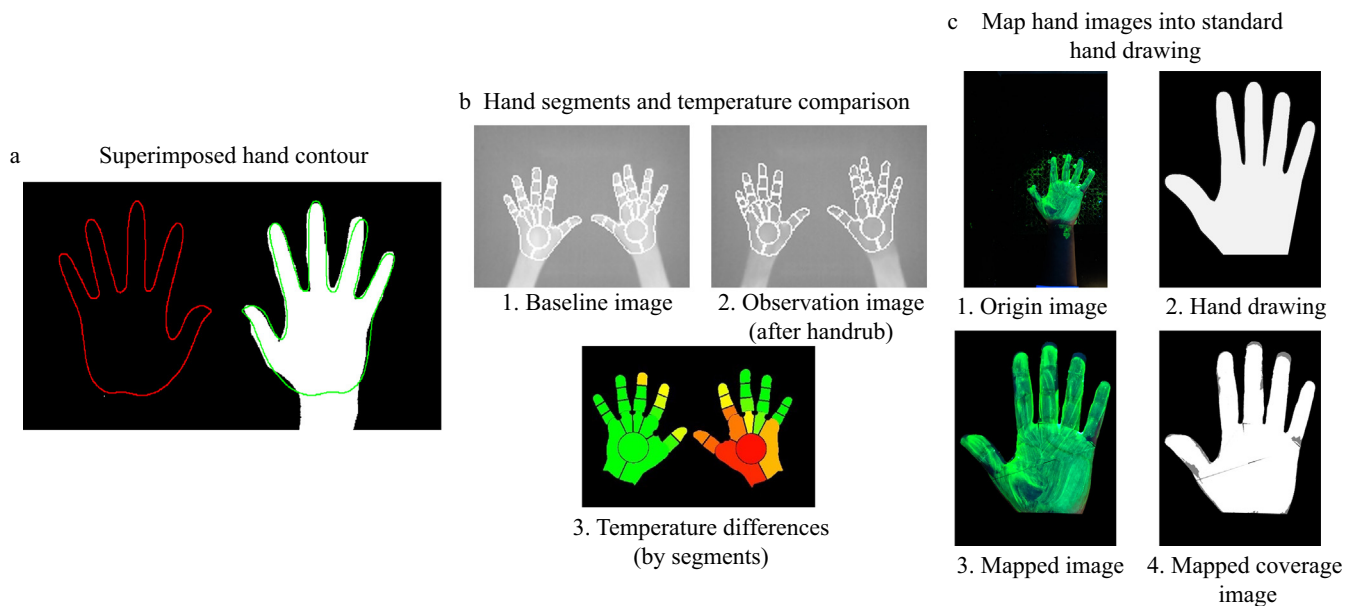 a
Superimposed hand contour
b Hand segments and temperature comparison
1. Baseline image
2. Observation image
(after handrub)
3. Temperature differences
(by segments)
c Map hand images into standard
hand drawing
1. Origin image
2. Hand drawing
3. Mapped image
4. Mapped coverage
image